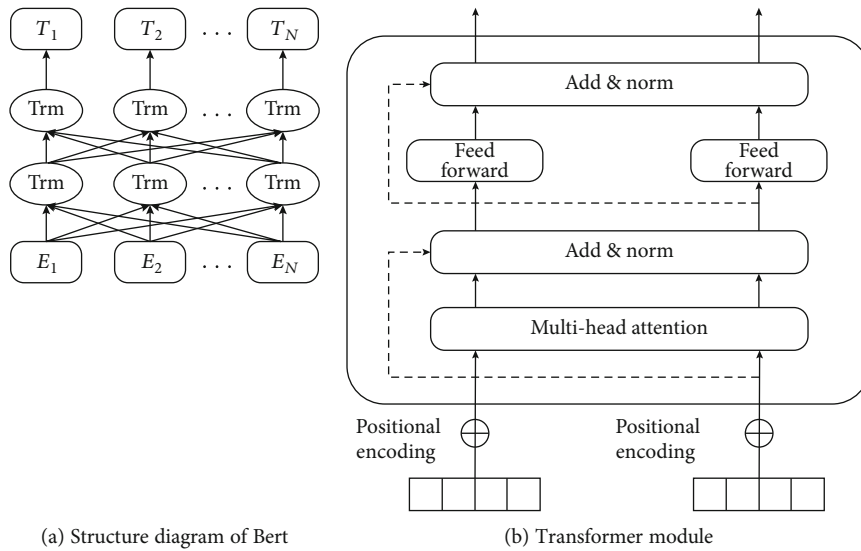 T1 T2 . . . TN
Trm Trm . . . Trm
Trm Trm . . . Trm
E1 E2 . . . EN
(a) Structure diagram of Bert
Add & norm
Feed
forward
Feed
forward
Add & norm
Multi-head attention
Positional
encoding
Positional
encoding
(b) Transformer module